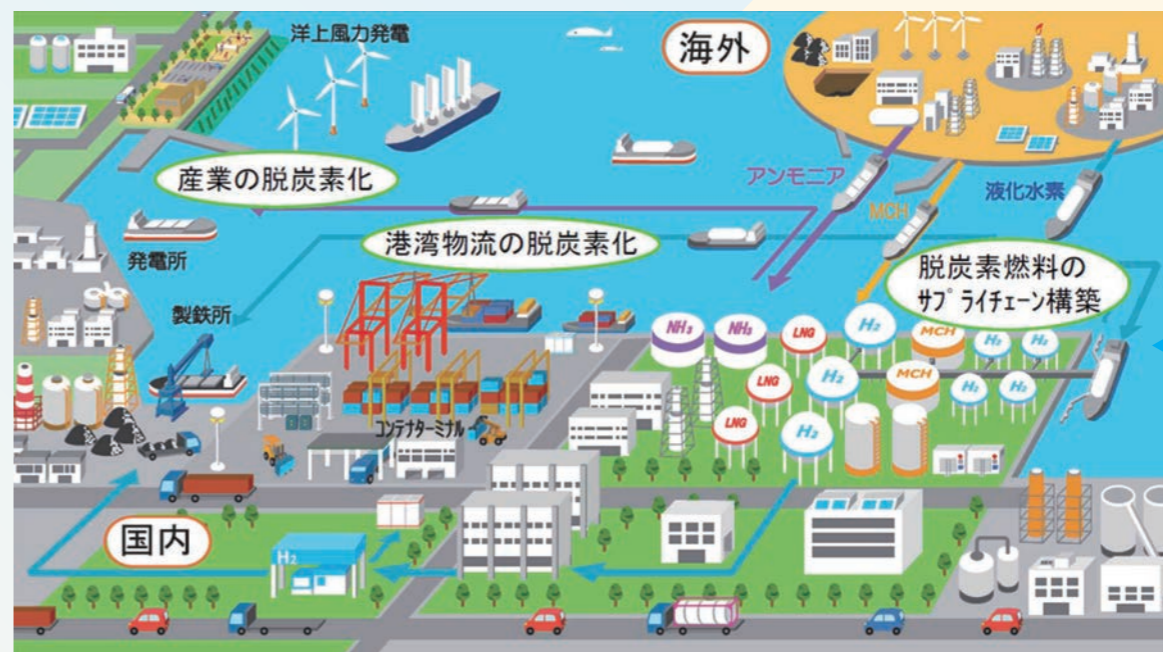 洋上風力発電
海外
産業の脱炭素化
アンモニア
MCH
液化水素
港湾物流の脱炭素化
脱炭素燃料の
ｻﾌﾟﾗｲﾁｪｰﾝ構築
発電所
製鉄所
NH₃
NH₃
LNG
H₂
MCH
H₂
H₂
LNG
H₂
MCH
H₂
H₂
LNG
H₂
ｺﾝﾃﾅﾀｰﾐﾅﾙ
国内
H₂